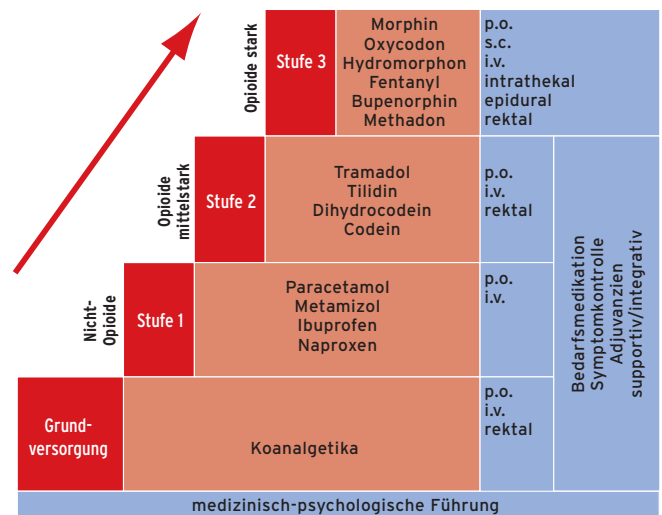 Opioide stark
Stufe 3
Morphin
Oxycodon
Hydromorphon
Fentanyl
Bupenorphin
Methadon
p.o.
s.c.
i.v.
intrathekal
epidural
rektal
Opioide
mittelstark
Stufe 2
Tramadol
Tilidin
Dihydrocodein
Codein
p.o.
i.v.
rektal
Nicht-
Opioide
Stufe 1
Paracetamol
Metamizol
Ibuprofen
Naproxen
p.o.
i.v.
Bedarfsmedikation
Symptomkontrolle
Adjuvanzien
supportiv/integrativ
Grund-
versorgung
Koanalgetika
p.o.
i.v.
rektal
medizinisch-psychologische Führung